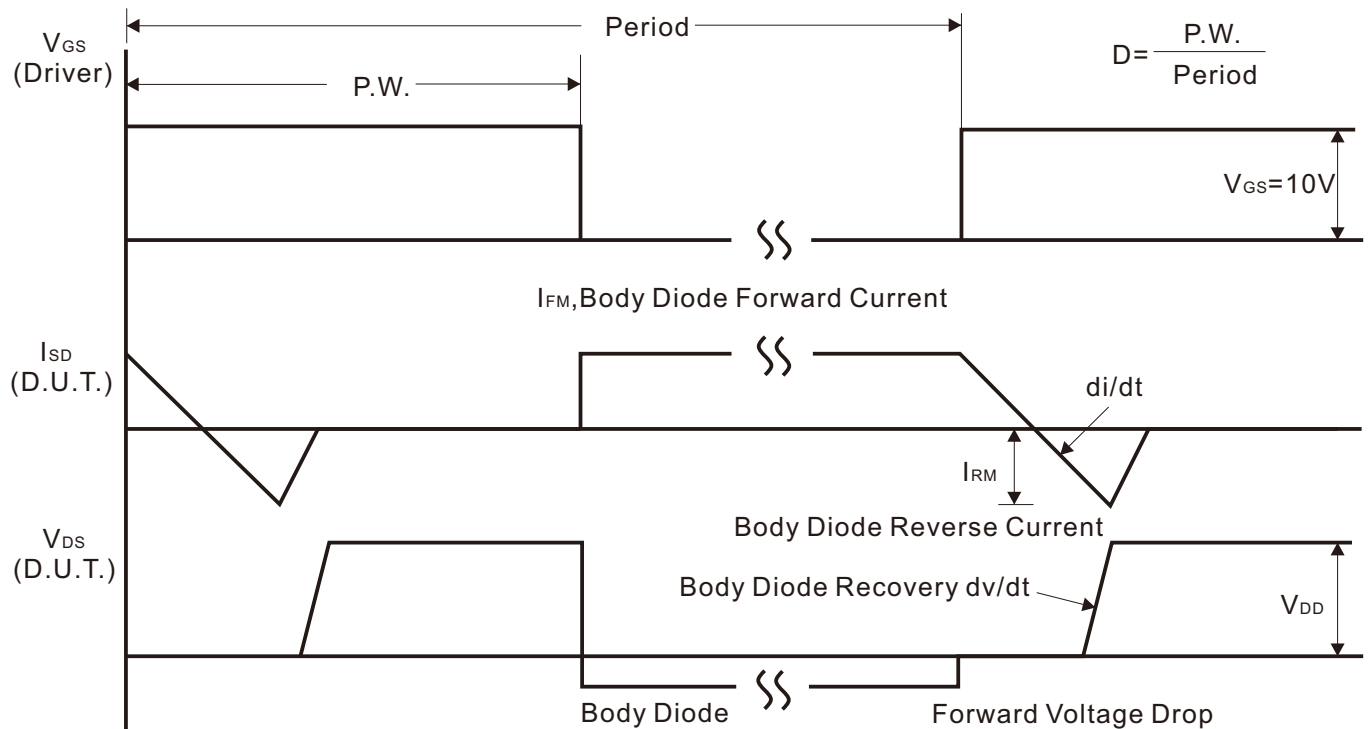 Period
VGS
(Driver)
P.W.
D= P.W.
Period
VGS=10V
IFM,Body Diode Forward Current
ISD
(D.U.T.)
di/dt
IRM
Body Diode Reverse Current
VDS
(D.U.T.)
Body Diode Recovery dv/dt
VDD
Body Diode
Forward Voltage Drop